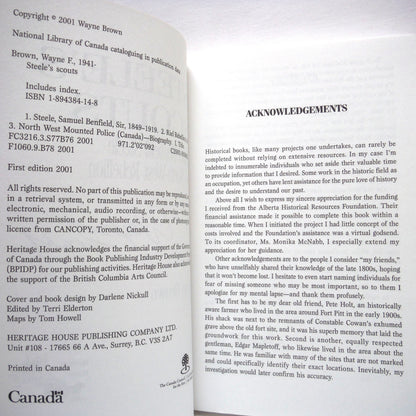 Copyright © 2001 Wayne Brown
National Library of Canada cataloguing in publication data
Brown, Wayne F., 1941-
Steele's scouts
Includes index.
ISBN 1-894384-14-8
1. Steele, Samuel Benfield, Sir, 1849-1919. 2. Riel Rebellion
3. North West Mounted Police (Canada)—Biography. I. Title
FC3216.3.S77B76 2001 971.2'02'092
F1060.9.B78 2001
First edition 2001
All rights reserved. No part of this publication may be reproduced,
in a retrieval system, or transmitted in any form or by
electronic, mechanical, audio recording, or otherwise—
written permission of the publisher or, in the case of
licence from CANCOPY, Toronto, Canada.
Heritage House acknowledges the financial support of the Government
of Canada through the Book Publishing Industry Development
(BPIDP) for our publishing activities. Heritage House also
the support of the British Columbia Arts Council.
Cover and book design by Darlene Nickull
Edited by Terri Elderton
Maps by Tom Howell
HERITAGE HOUSE PUBLISHING COMPANY LTD.
Unit #108 - 17665 66 A Ave., Surrey, B.C. V3S 2A7
Printed in Canada
Canada
ACKNOWLEDGEMENTS
Historical books, like many projects one undertakes, can rarely be
completed without relying on extensive resources. In my case I'm
indebted to innumerable individuals who set aside their valuable time
to provide information that I desired. Some work in the historic field
as an occupation, yet others have lent assistance for the pure love of history
and the desire to understand our past.
Above all I wish to express my sincere appreciation for the funding
I received from the Alberta Historical Resources Foundation. Their
financial assistance made it possible to complete this book within a
reasonable time. When I initiated the project I had little concept of the
costs involved and the Foundation's assistance was a virtual godsend.
To its coordinator, Ms. Monika McNabb, I especially extend my
appreciation for her guidance.
Other acknowledgements are to the people I consider "my friends,"
who have unselfishly shared their knowledge of the late 1800s, hoping
that it won't become lost. I hesitate to even start naming individuals for
fear of missing someone who may be most important, so to them I
apologize for my mental lapse—and thank them profusely.
The first has to be my dear old friend, Pete Holt, an historically
aware farmer who lived in the area around Fort Pitt in the early 1900s.
His shack was next to the remnants of Constable Cowan's exhumed
grave above the old fort site, and it was his superb memory that laid the
groundwork for this work. Second is another, equally respected
gentleman, Edgar Mapletoft, who likewise lived in the area about the
same time. He was familiar with many of the sites that are not marked
and could specifically identify their exact locations. Inevitably, my
investigation would later confirm his accuracy.